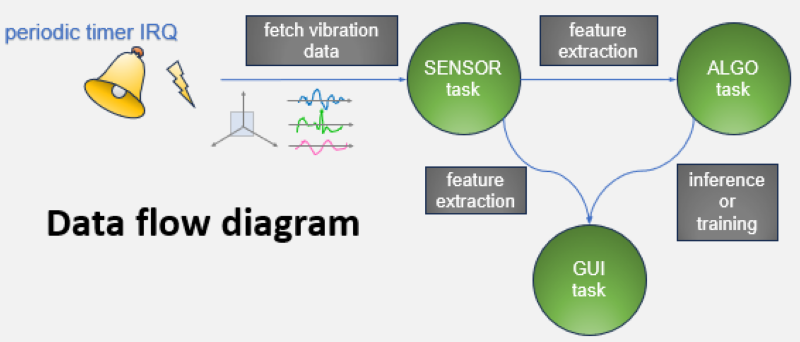 periodic timer IRQ
fetch vibration
data
SENSOR
task
feature
extraction
ALGO
task
feature
extraction
inference
or
training
Data flow diagram
GUI
task